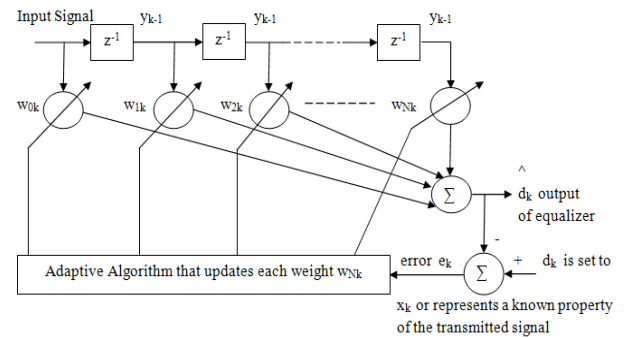 Input Signal
yk-1
yk-1
yk-1
z-1
z-1
z-1
w0k
w1k
w2k
wNk
Σ
^
dk output
of equalizer
-
Adaptive Algorithm that updates each weight wNk
error ek
Σ
+
dk is set to
xk or represents a known property
of the transmitted signal